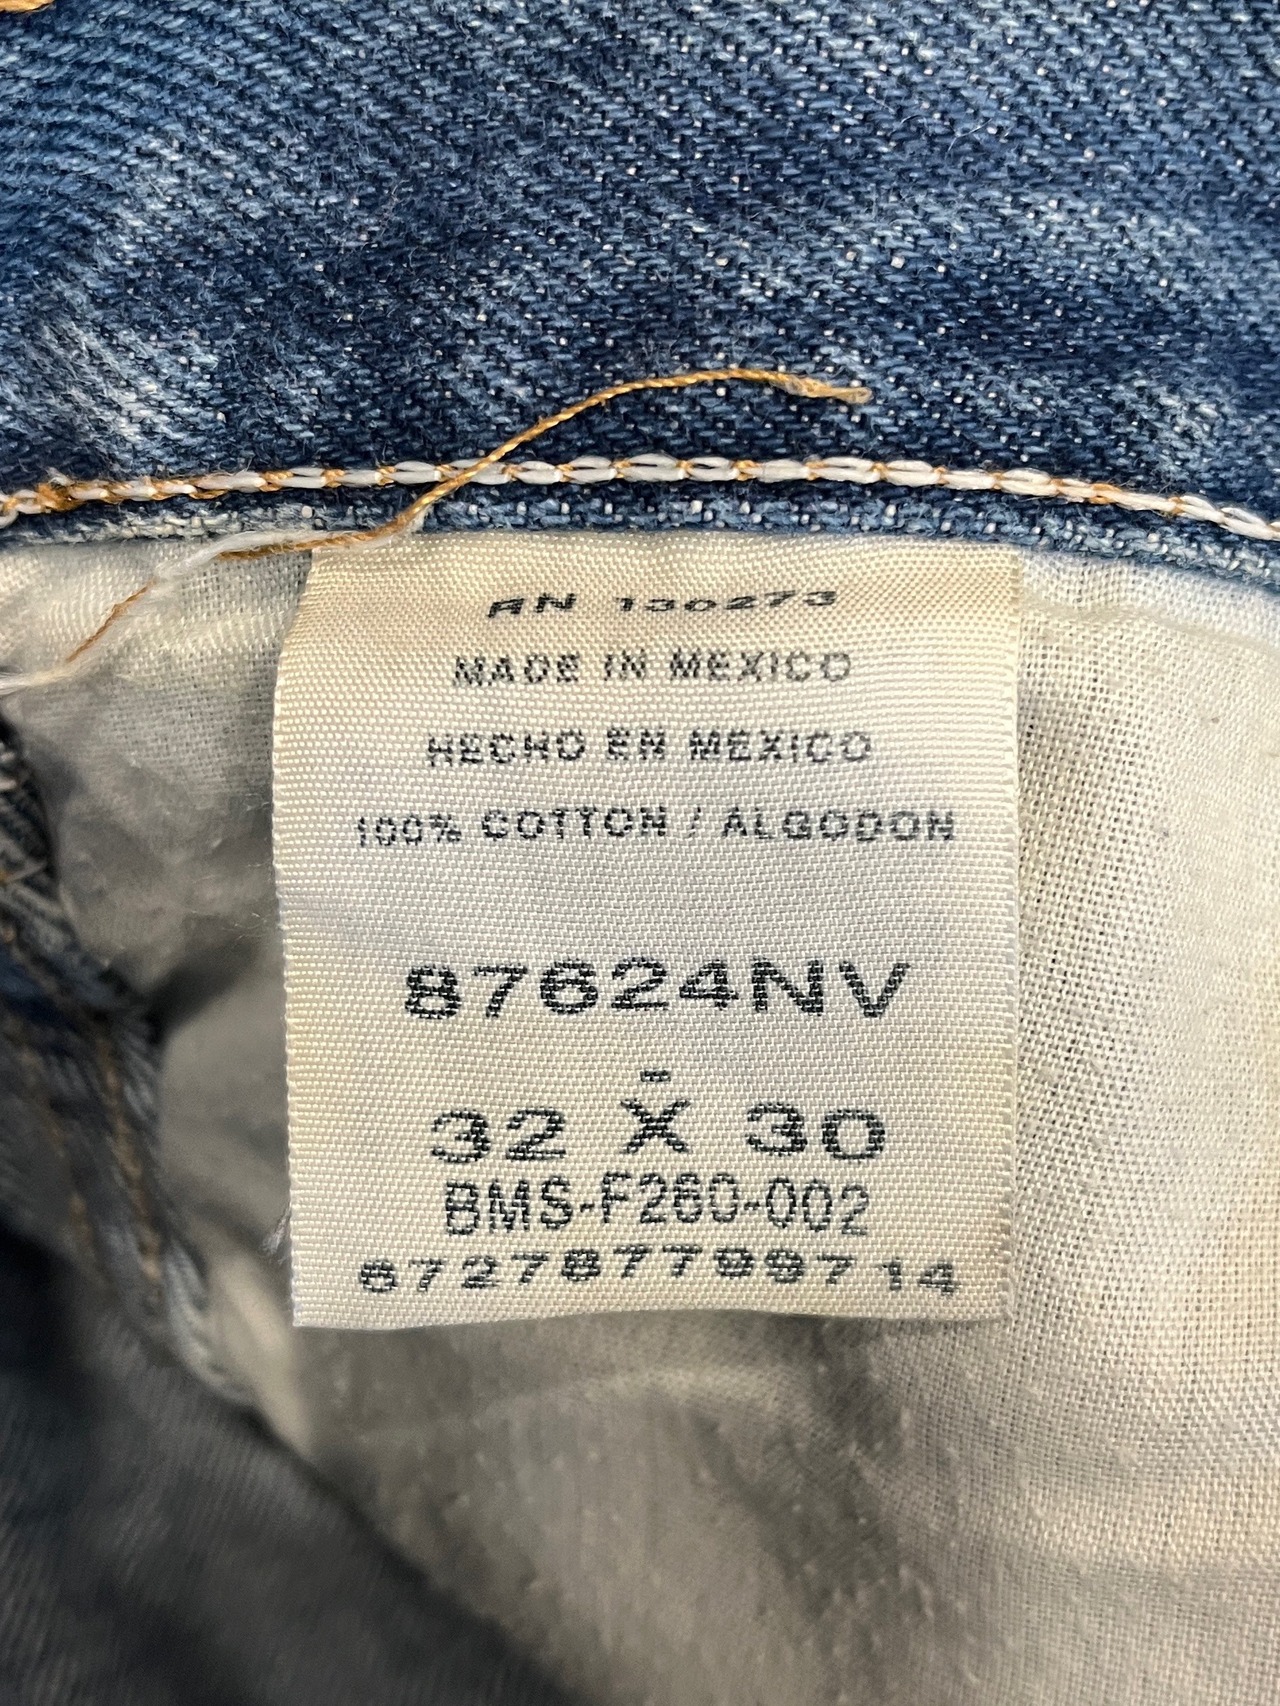 RN 130273
MADE IN MEXICO
HECHO EN MEXICO
100% COTTON / ALGODON
87624NV
-
32 X 30
BMS-F260-002
672787799714